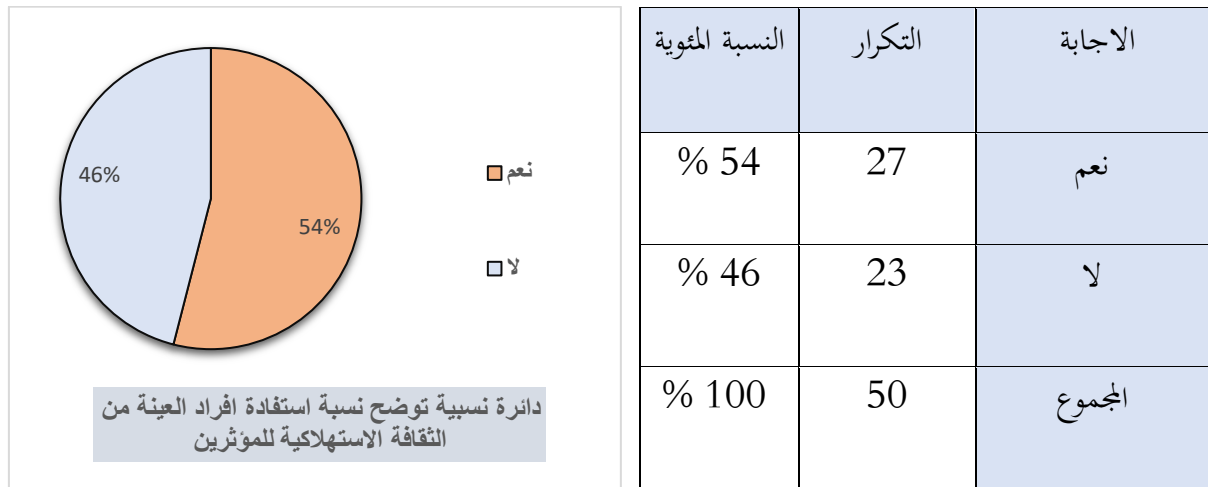 الاجابة التكرار النسبة المئوية
نعم 27 54 %
لا 23 46 %
المجموع 50 100 %
46%
54%
نعم
لا
دائرة نسبية توضح نسبة استفادة افراد العينة من
الثقافة الاستهلاكية للمؤثرين